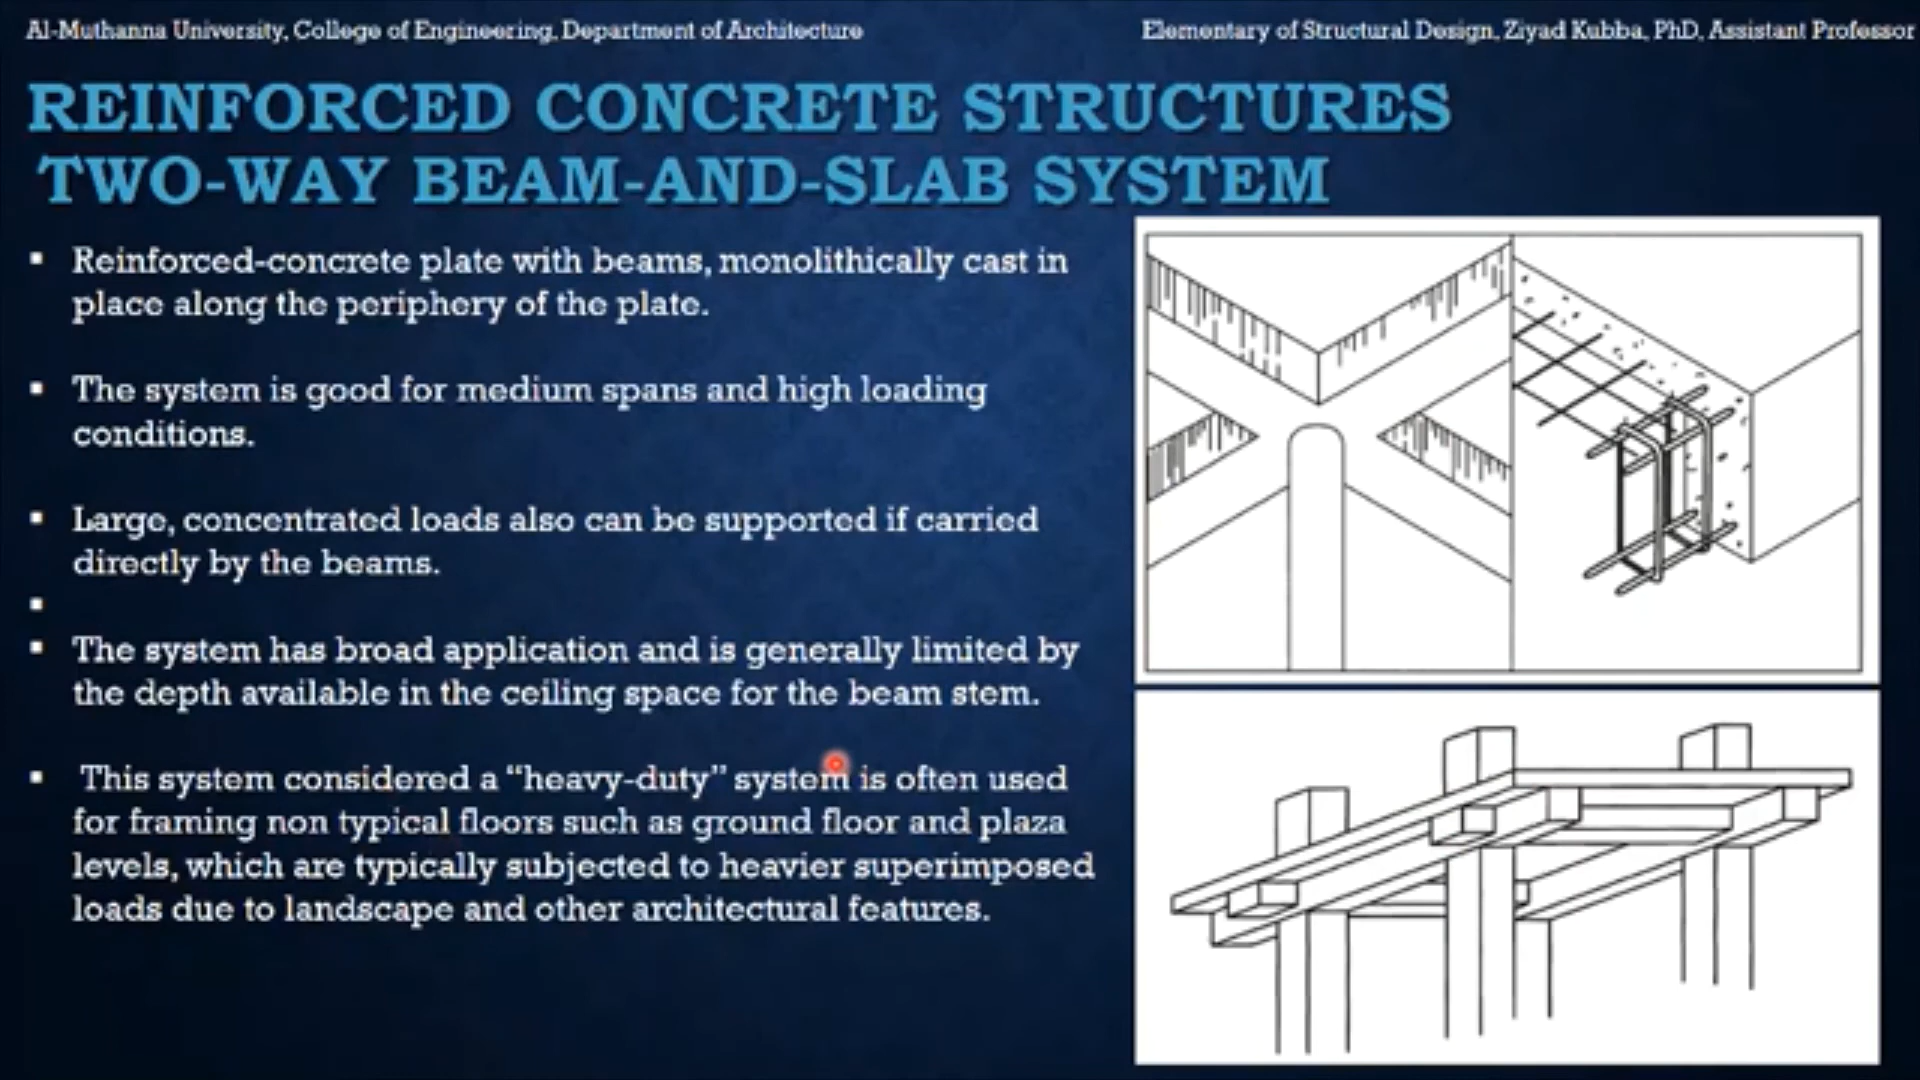 Al-Muthanna University, College of Engineering, Department of Architecture
Elementary of Structural Design, Ziyad Kubba, PhD, Assistant Professor
REINFORCED CONCRETE STRUCTURES
TWO-WAY BEAM-AND-SLAB SYSTEM
▪ Reinforced-concrete plate with beams, monolithically cast in
place along the periphery of the plate.
▪ The system is good for medium spans and high loading
conditions.
▪ Large, concentrated loads also can be supported if carried
directly by the beams.
▪
▪ The system has broad application and is generally limited by
the depth available in the ceiling space for the beam stem.
▪ This system considered a “heavy-duty” system is often used
for framing non typical floors such as ground floor and plaza
levels, which are typically subjected to heavier superimposed
loads due to landscape and other architectural features.